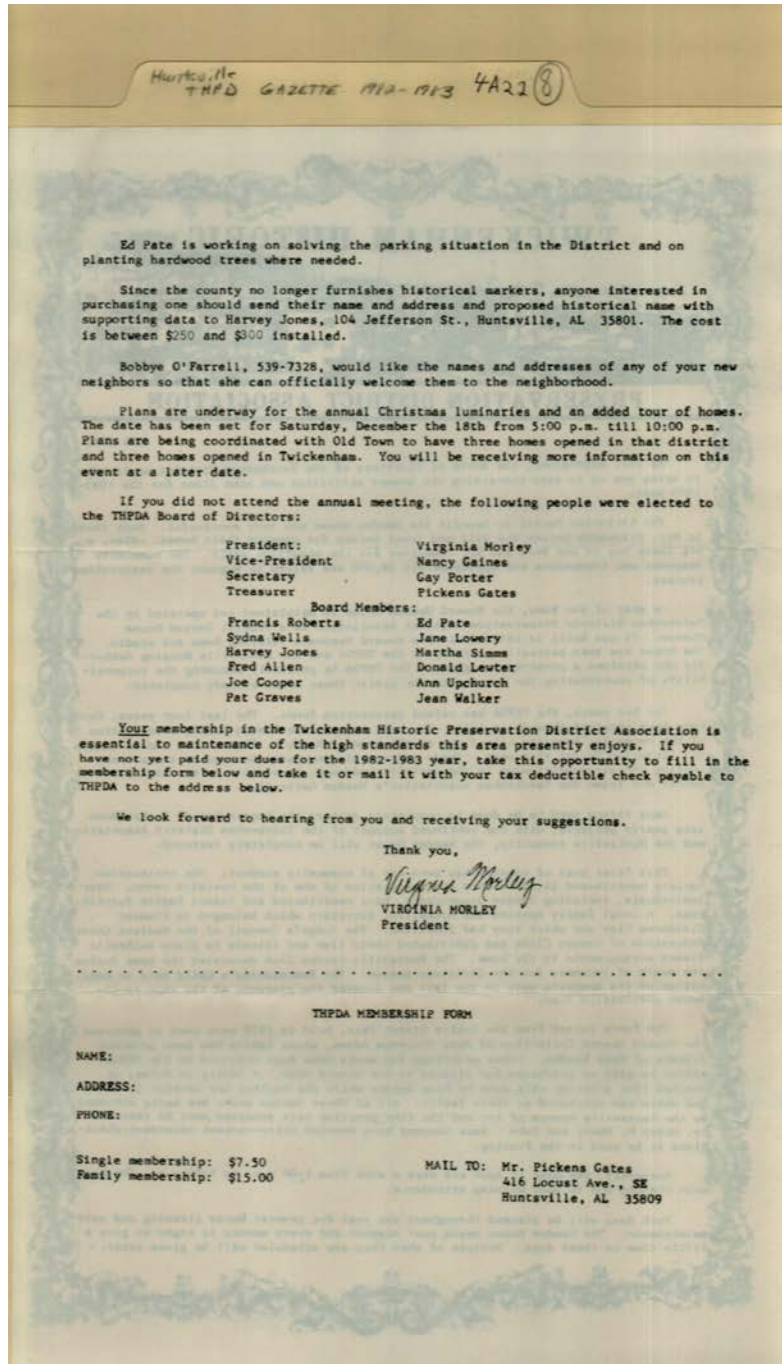 Huntsville
THPD GAZETTE 1982-1983 4A22 8
Ed Pate is working on solving the parking situation in the District and on
planting hardwood trees where needed.
Since the county no longer furnishes historical markers, anyone interested in
purchasing one should send their name and address and proposed historical name with
supporting data to Harvey Jones, 104 Jefferson St., Huntsville, AL 35801. The cost
is between $250 and $300 installed.
Bobbye O'Farrell, 539-7328, would like the names and addresses of any of your new
neighbors so that she can officially welcome them to the neighborhood.
Plans are underway for the annual Christmas luminaries and an added tour of homes.
The date has been set for Saturday, December the 18th from 5:00 p.m. till 10:00 p.m.
Plans are being coordinated with Old Town to have three homes opened in that district
and three homes opened in Twickenham. You will be receiving more information on this
event at a later date.
If you did not attend the annual meeting, the following people were elected to
the THPDA Board of Directors:
President: Virginia Morley
Vice-President Nancy Gaines
Secretary Gay Porter
Treasurer Pickens Gates
Board Members:
Francis Roberts Ed Pate
Sydna Wells Jane Lowery
Harvey Jones Martha Simms
Fred Allen Donald Lewter
Joe Cooper Ann Upchurch
Pat Graves Jean Walker
Your membership in the Twickenham Historic Preservation District Association is
essential to maintenance of the high standards this area presently enjoys. If you
have not yet paid your dues for the 1982-1983 year, take this opportunity to fill in the
membership form below and take it or mail it with your tax deductible check payable to
THPDA to the address below.
We look forward to hearing from you and receiving your suggestions.
Thank you,
Virginia Morley
VIRGINIA MORLEY
President
THPDA MEMBERSHIP FORM
NAME:
ADDRESS:
PHONE:
Single membership: $7.50 MAIL TO: Mr. Pickens Gates
Family membership: $15.00 416 Locust Ave., SE
Huntsville, AL 35809